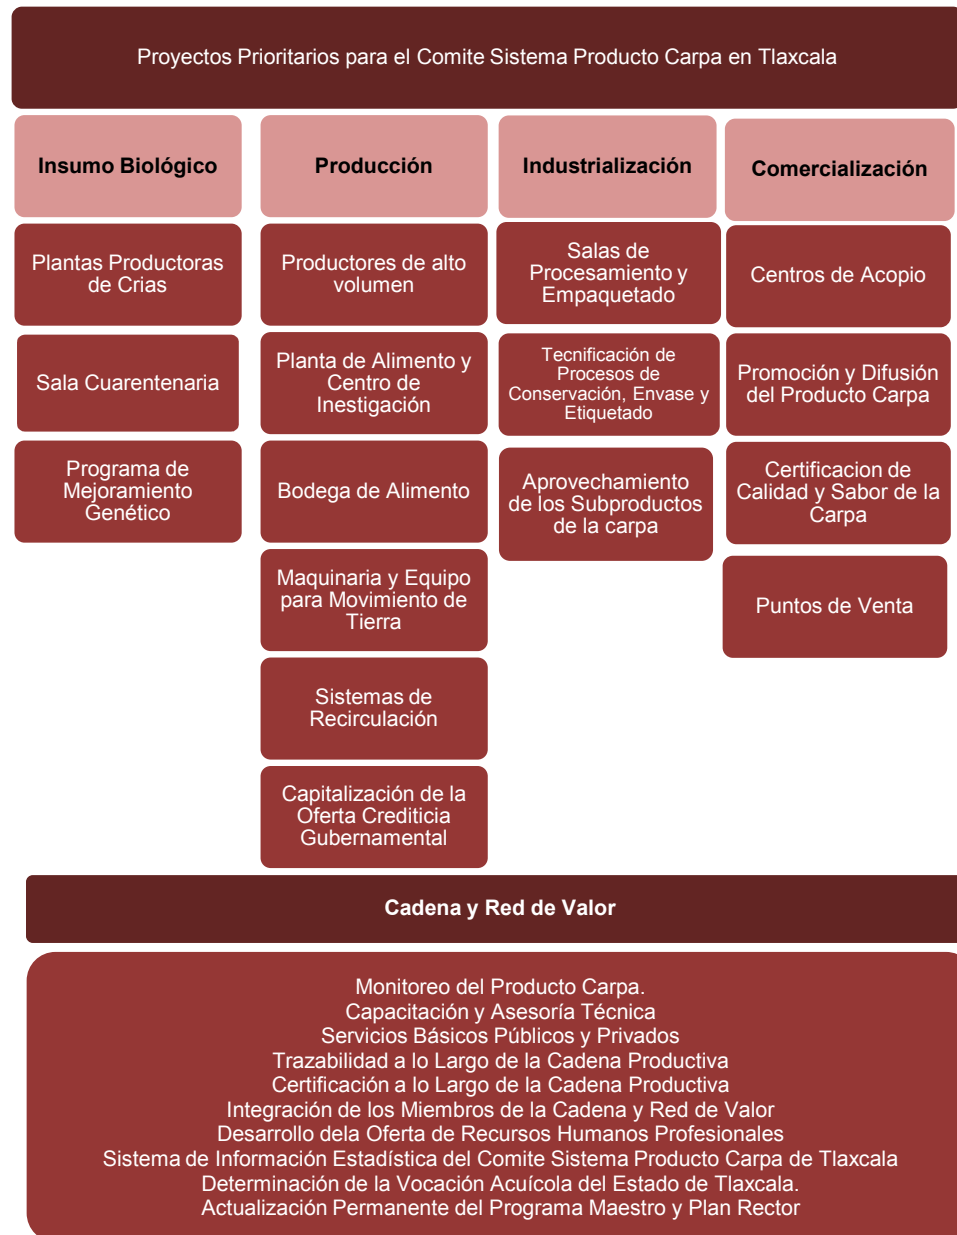 Proyectos Prioritarios para el Comite Sistema Producto Carpa en Tlaxcala
Insumo Biológico
Plantas Productoras
de Crias
Sala Cuarentenaria
Programa de
Mejoramiento
Genético
Producción
Productores de alto
volumen
Planta de Alimento y
Centro de
Inestigación
Bodega de Alimento
Maquinaria y Equipo
para Movimiento de
Tierra
Sistemas de
Recirculación
Capitalización de la
Oferta Crediticia
Gubernamental
Industrialización
Salas de
Procesamiento y
Empaquetado
Tecnificación de
Procesos de
Conservación, Envase y
Etiquetado
Aprovechamiento
de los Subproductos
de la carpa
Comercialización
Centros de Acopio
Promoción y Difusión
del Producto Carpa
Certificacion de
Calidad y Sabor de la
Carpa
Puntos de Venta
Cadena y Red de Valor
Monitoreo del Producto Carpa.
Capacitación y Asesoría Técnica
Servicios Básicos Públicos y Privados
Trazabilidad a lo Largo de la Cadena Productiva
Certificación a lo Largo de la Cadena Productiva
Integración de los Miembros de la Cadena y Red de Valor
Desarrollo dela Oferta de Recursos Humanos Profesionales
Sistema de Información Estadística del Comite Sistema Producto Carpa de Tlaxcala
Determinación de la Vocación Acuícola del Estado de Tlaxcala.
Actualización Permanente del Programa Maestro y Plan Rector